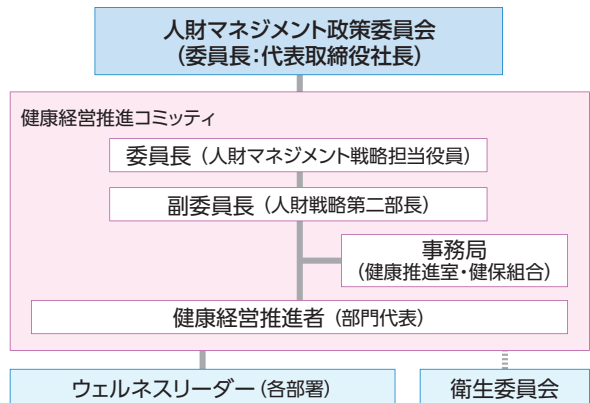 人財マネジメント政策委員会
(委員長:代表取締役社長)
健康経営推進コミッティ
委員長（人財マネジメント戦略担当役員）
副委員長（人財戦略第二部長）
事務局
(健康推進室・健保組合)
健康経営推進者（部門代表）
ウェルネスリーダー(各部署)
衛生委員会